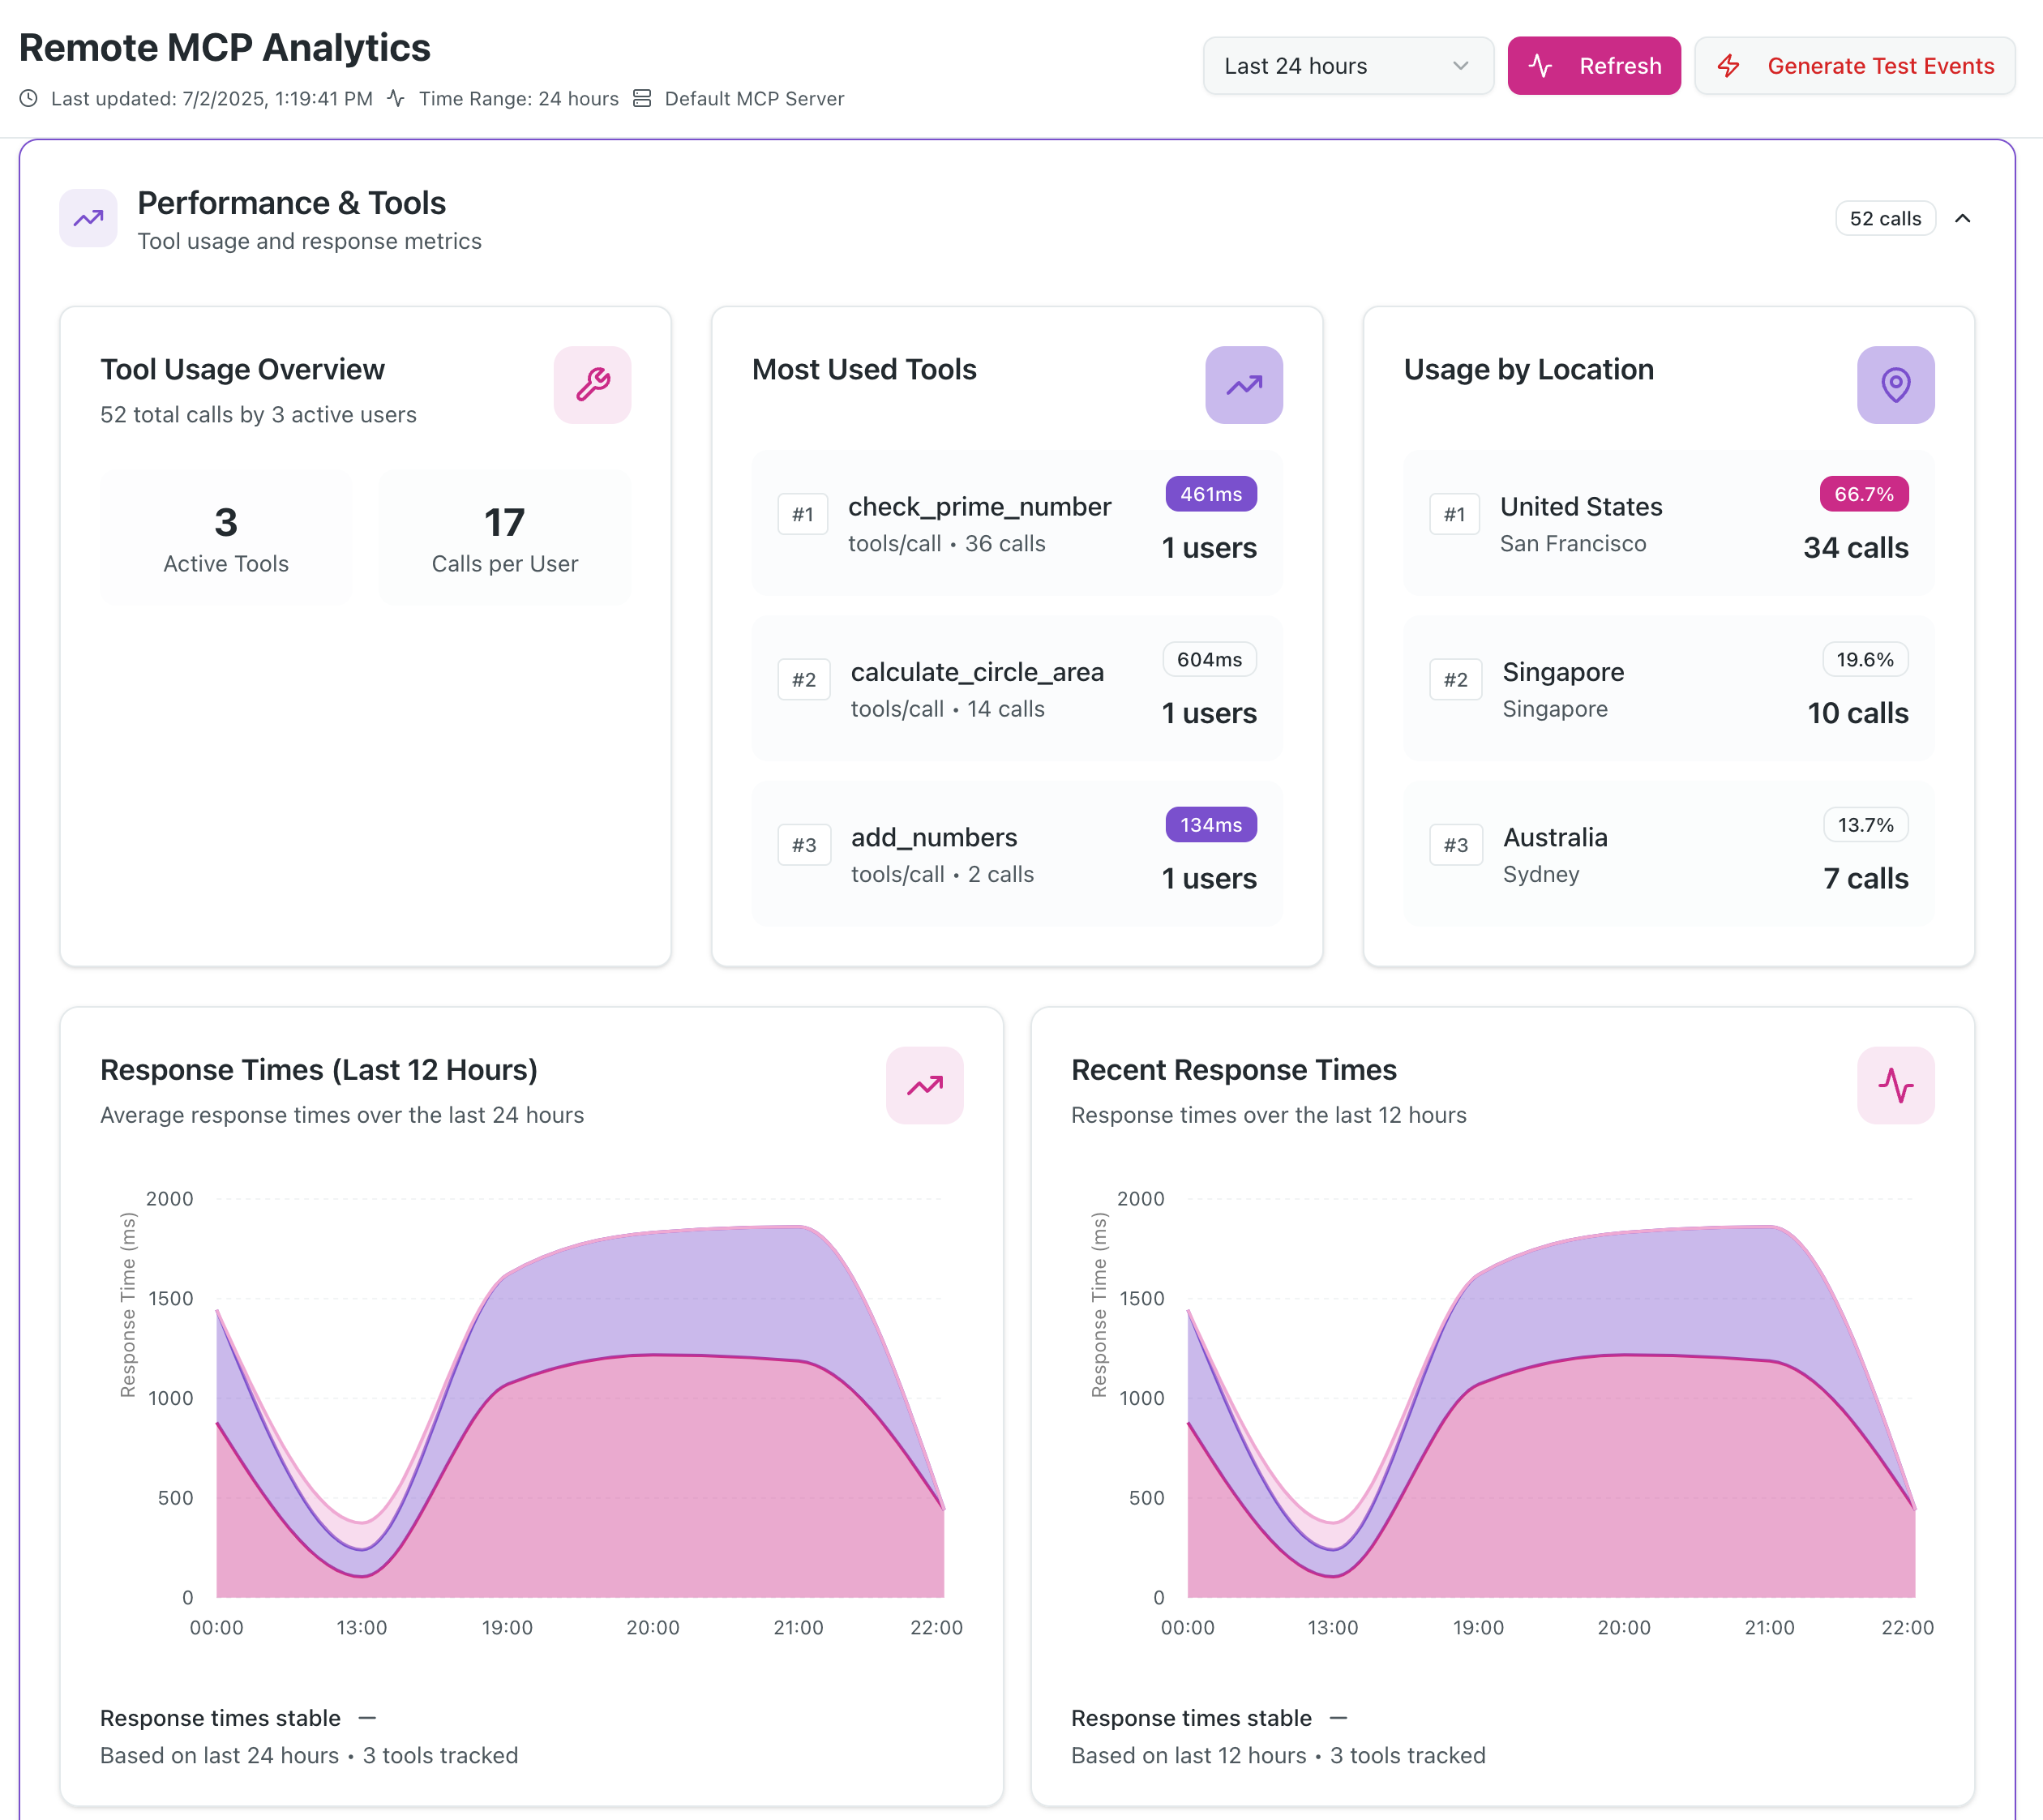 Remote MCP Analytics
Last updated: 7/2/2025, 1:19:41 PM Time Range: 24 hours Default MCP Server
Last 24 hours
Refresh
Generate Test Events
Performance & Tools
Tool usage and response metrics
52 calls
Tool Usage Overview
52 total calls by 3 active users
3
Active Tools
17
Calls per User
Most Used Tools
#1
check_prime_number
tools/call • 36 calls
461ms
1 users
#2
calculate_circle_area
tools/call • 14 calls
604ms
1 users
#3
add_numbers
tools/call • 2 calls
134ms
1 users
Usage by Location
#1
United States
San Francisco
66.7%
34 calls
#2
Singapore
Singapore
19.6%
10 calls
#3
Australia
Sydney
13.7%
7 calls
Response Times (Last 12 Hours)
Average response times over the last 24 hours
Response Time (ms)
2000
1500
1000
500
0
00:00 13:00 19:00 20:00 21:00 22:00
Response times stable
Based on last 24 hours • 3 tools tracked
Recent Response Times
Response times over the last 12 hours
Response Time (ms)
2000
1500
1000
500
0
00:00 13:00 19:00 20:00 21:00 22:00
Response times stable
Based on last 12 hours • 3 tools tracked